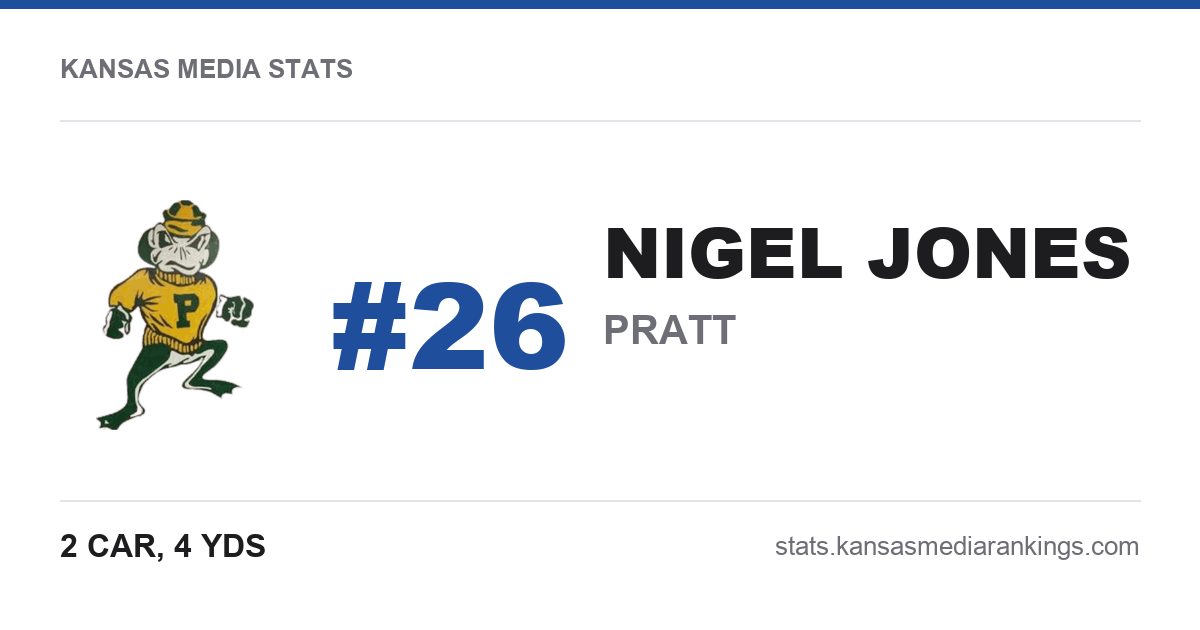 KANSAS MEDIA STATS
P
#26
NIGEL JONES
PRATT
2 CAR, 4 YDS
stats.kansasmediarankings.com